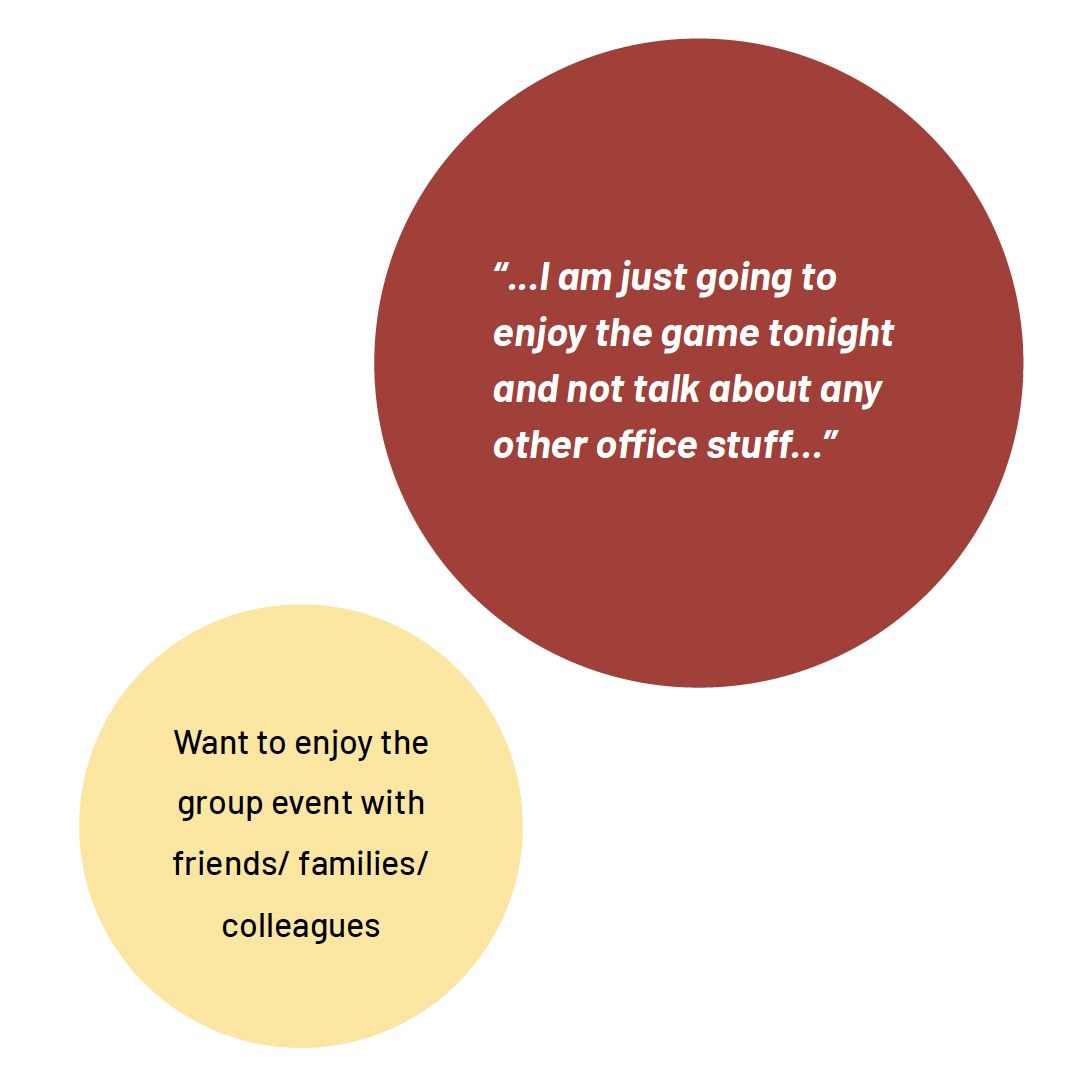 “...I am just going to
enjoy the game tonight
and not talk about any
other office stuff...”
Want to enjoy the
group event with
friends/ families/
colleagues